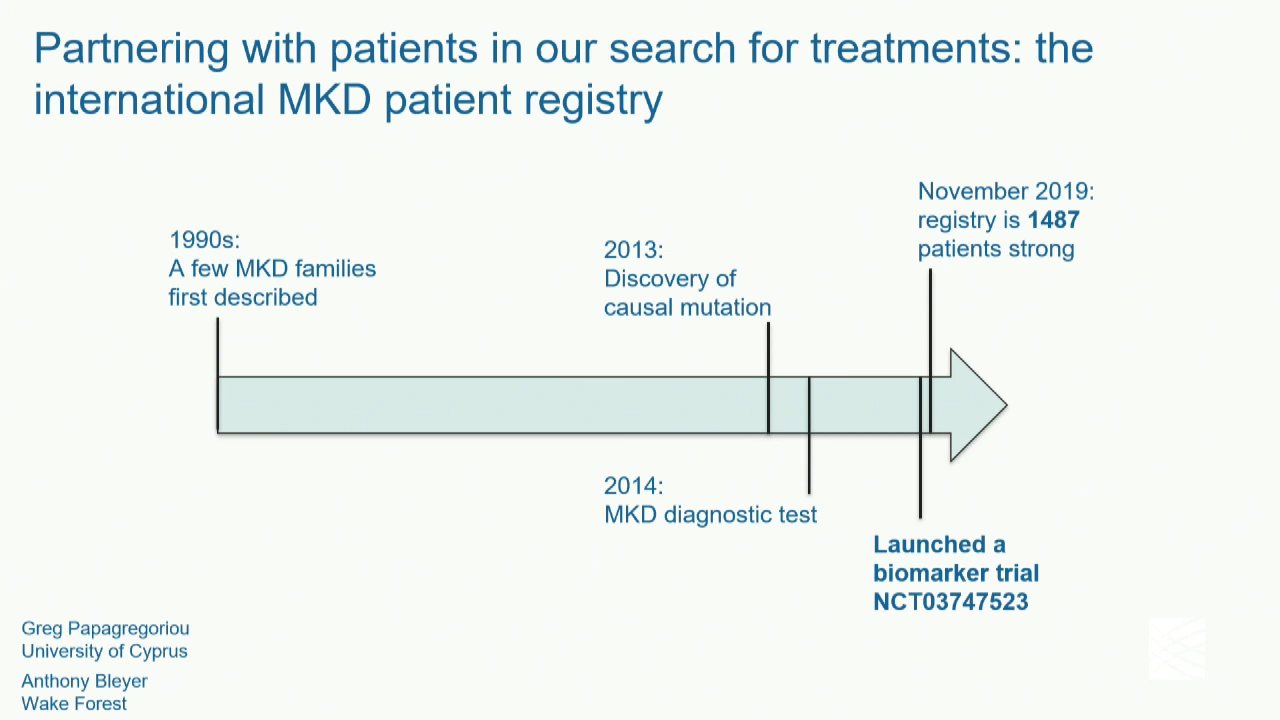 Partnering with patients in our search for treatments: the
international MKD patient registry
November 2019:
registry is 1487
patients strong
1990s:
A few MKD families
first described
2013:
Discovery of
causal mutation
2014:
MKD diagnostic test
Launched a
biomarker trial
NCT03747523
Greg Papagregoriou
University of Cyprus
Anthony Bleyer
Wake Forest